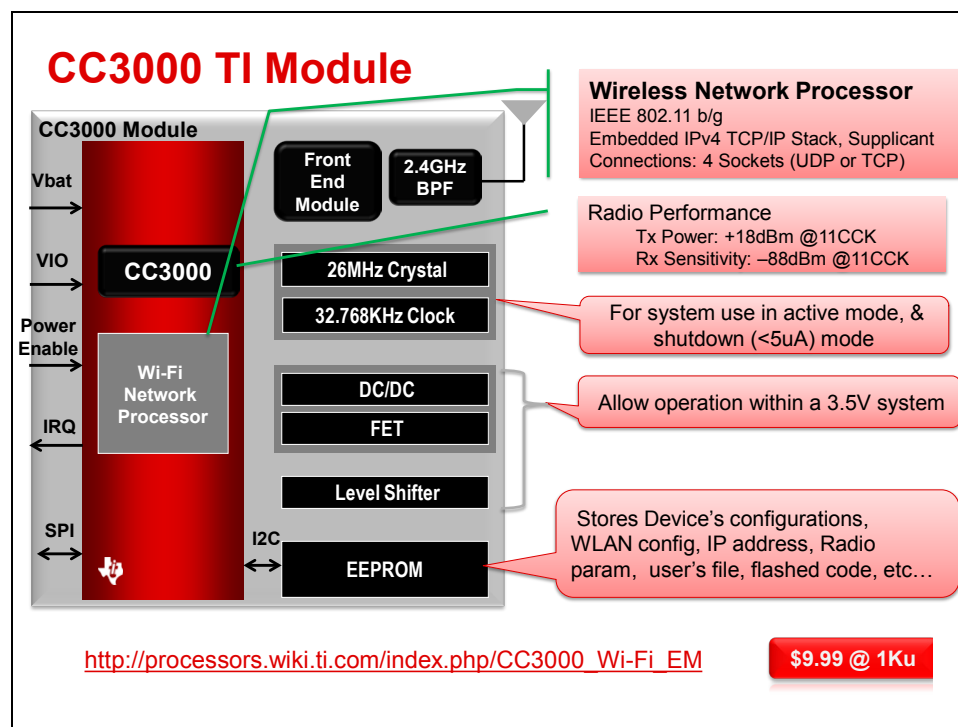 CC3000 TI Module
CC3000 Module
Vbat
VIO
Power
Enable
IRQ
SPI
CC3000
Wi-Fi
Network
Processor
I2C
Front
End
Module
2.4GHz
BPF
26MHz Crystal
32.768KHz Clock
DC/DC
FET
Level Shifter
EEPROM
Wireless Network Processor
IEEE 802.11 b/g
Embedded IPv4 TCP/IP Stack, Supplicant
Connections: 4 Sockets (UDP or TCP)
Radio Performance
Tx Power: +18dBm @11CCK
Rx Sensitivity: –88dBm @11CCK
For system use in active mode, &
shutdown (<5uA) mode
Allow operation within a 3.5V system
Stores Device's configurations,
WLAN config, IP address, Radio
param, user's file, flashed code, etc…
http://processors.wiki.ti.com/index.php/CC3000_Wi-Fi_EM
$9.99 @ 1Ku